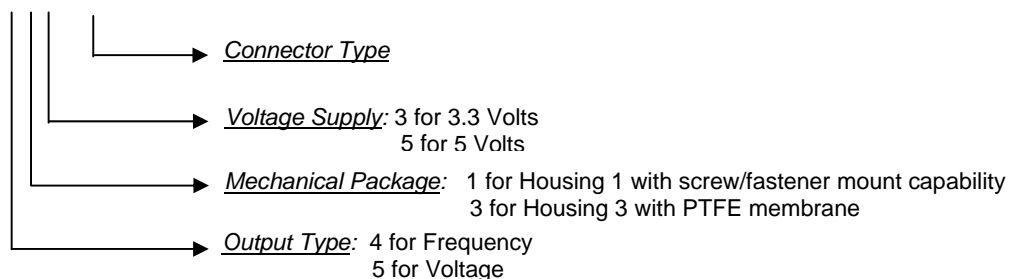 Connector Type
Voltage Supply: 3 for 3.3 Volts
5 for 5 Volts
Mechanical Package: 1 for Housing 1 with screw/fastener mount capability
3 for Housing 3 with PTFE membrane
Output Type: 4 for Frequency
5 for Voltage